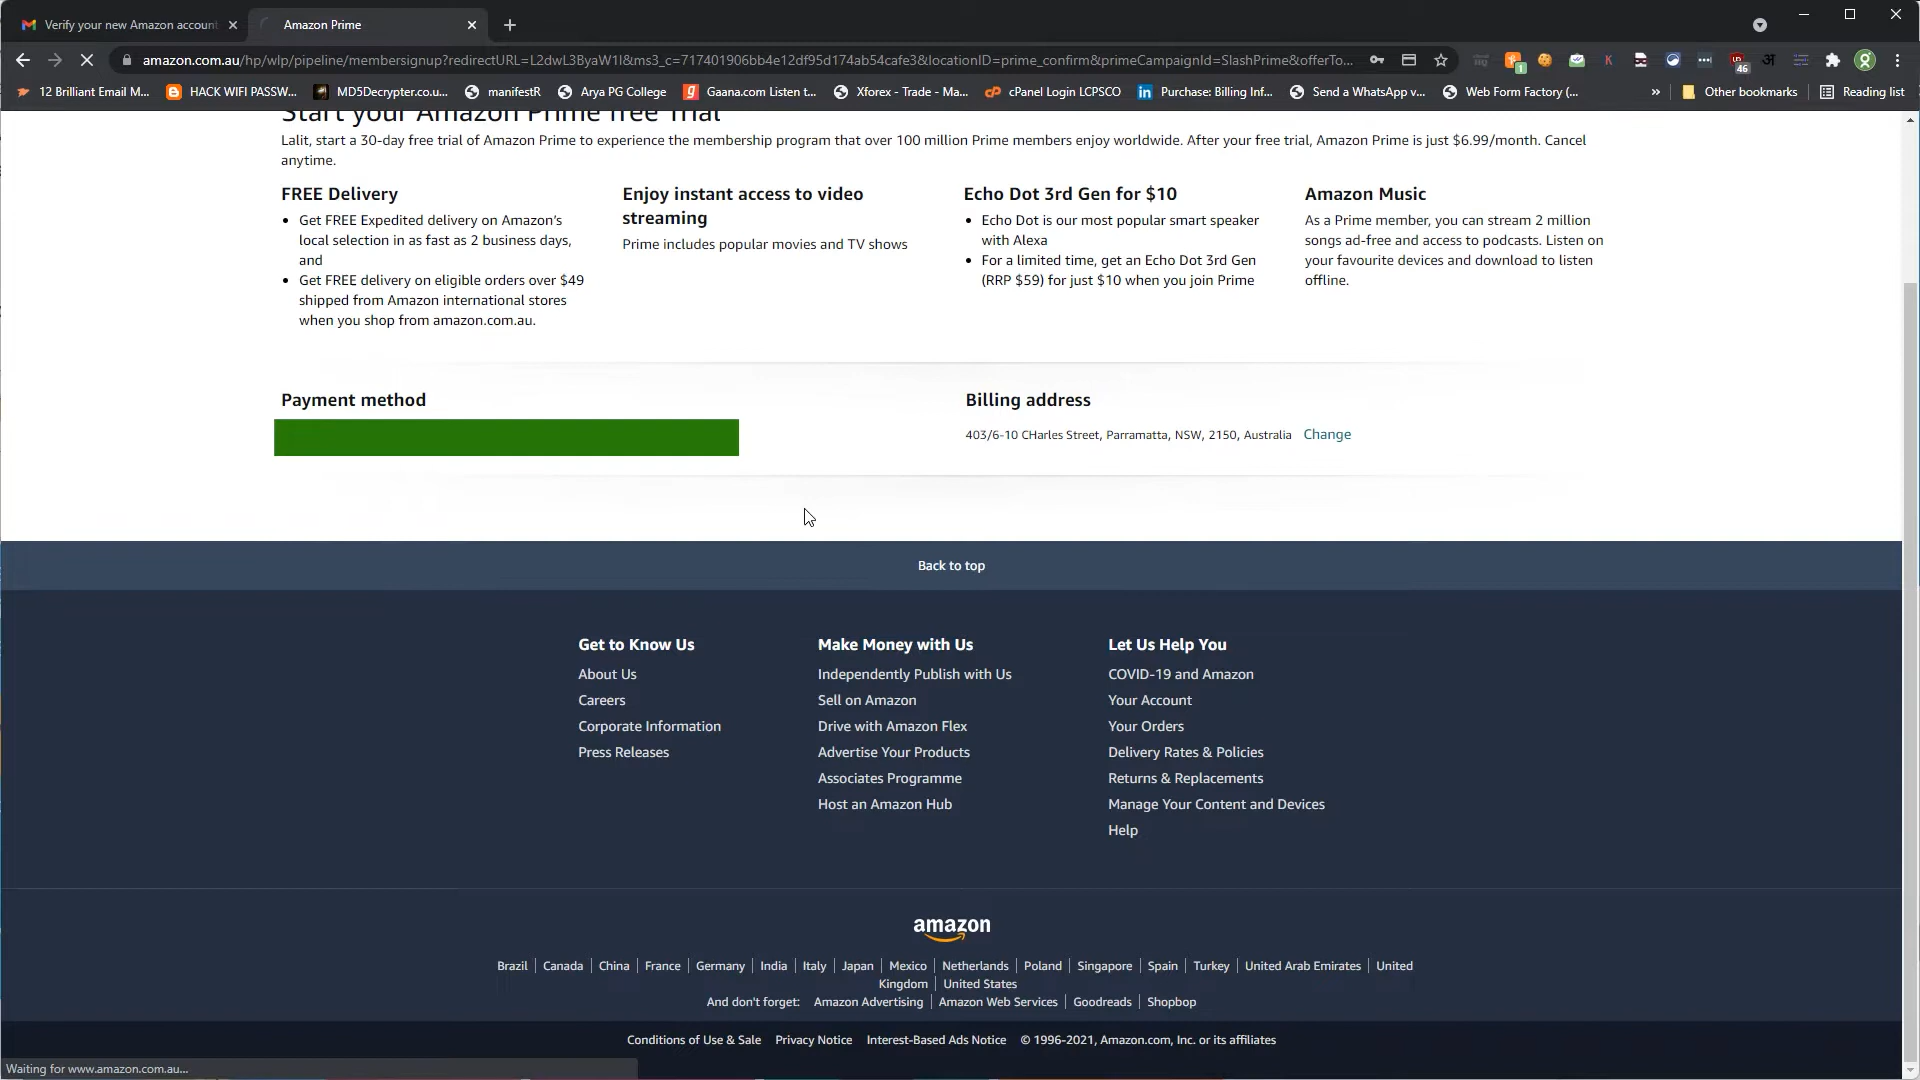 Verify your new Amazon account
Amazon Prime
amazon.com.au/hp/wlp/pipeline/membersignup?redirectURL=L2dwL3ByaW1l&ms3_c=717401906bb4e12df95d174ab54cafe3&locationID=prime_confirm&primeCampaignId=SlashPrime&offerTo...
12 Brilliant Email M...
HACK WIFI PASSW...
MD5Decrypter.co.u...
manifestR
Arya PG College
Gaana.com Listen t...
Xforex - Trade - Ma...
cPanel Login LCPSCO
Purchase: Billing Inf...
Send a WhatsApp v...
Web Form Factory (...
»
Other bookmarks
Reading list
1
46
Start your Amazon Prime free Trial
Lalit, start a 30-day free trial of Amazon Prime to experience the membership program that over 100 million Prime members enjoy worldwide. After your free trial, Amazon Prime is just $6.99/month. Cancel
anytime.
FREE Delivery
• Get FREE Expedited delivery on Amazon's
local selection in as fast as 2 business days,
and
• Get FREE delivery on eligible orders over $49
shipped from Amazon international stores
when you shop from amazon.com.au.
Enjoy instant access to video
streaming
Prime includes popular movies and TV shows
Echo Dot 3rd Gen for $10
• Echo Dot is our most popular smart speaker
with Alexa
• For a limited time, get an Echo Dot 3rd Gen
(RRP $59) for just $10 when you join Prime
Amazon Music
As a Prime member, you can stream 2 million
songs ad-free and access to podcasts. Listen on
your favourite devices and download to listen
offline.
Payment method
Billing address
403/6-10 CHarles Street, Parramatta, NSW, 2150, Australia Change
Back to top
Get to Know Us
About Us
Careers
Corporate Information
Press Releases
Make Money with Us
Independently Publish with Us
Sell on Amazon
Drive with Amazon Flex
Advertise Your Products
Associates Programme
Host an Amazon Hub
Let Us Help You
COVID-19 and Amazon
Your Account
Your Orders
Delivery Rates & Policies
Returns & Replacements
Manage Your Content and Devices
Help
amazon
Brazil | Canada | China | France | Germany | India | Italy | Japan | Mexico | Netherlands | Poland | Singapore | Spain | Turkey | United Arab Emirates | United
Kingdom | United States
And don't forget: Amazon Advertising | Amazon Web Services | Goodreads | Shopbop
Conditions of Use & Sale Privacy Notice Interest-Based Ads Notice © 1996-2021, Amazon.com, Inc. or its affiliates
Waiting for www.amazon.com.au...